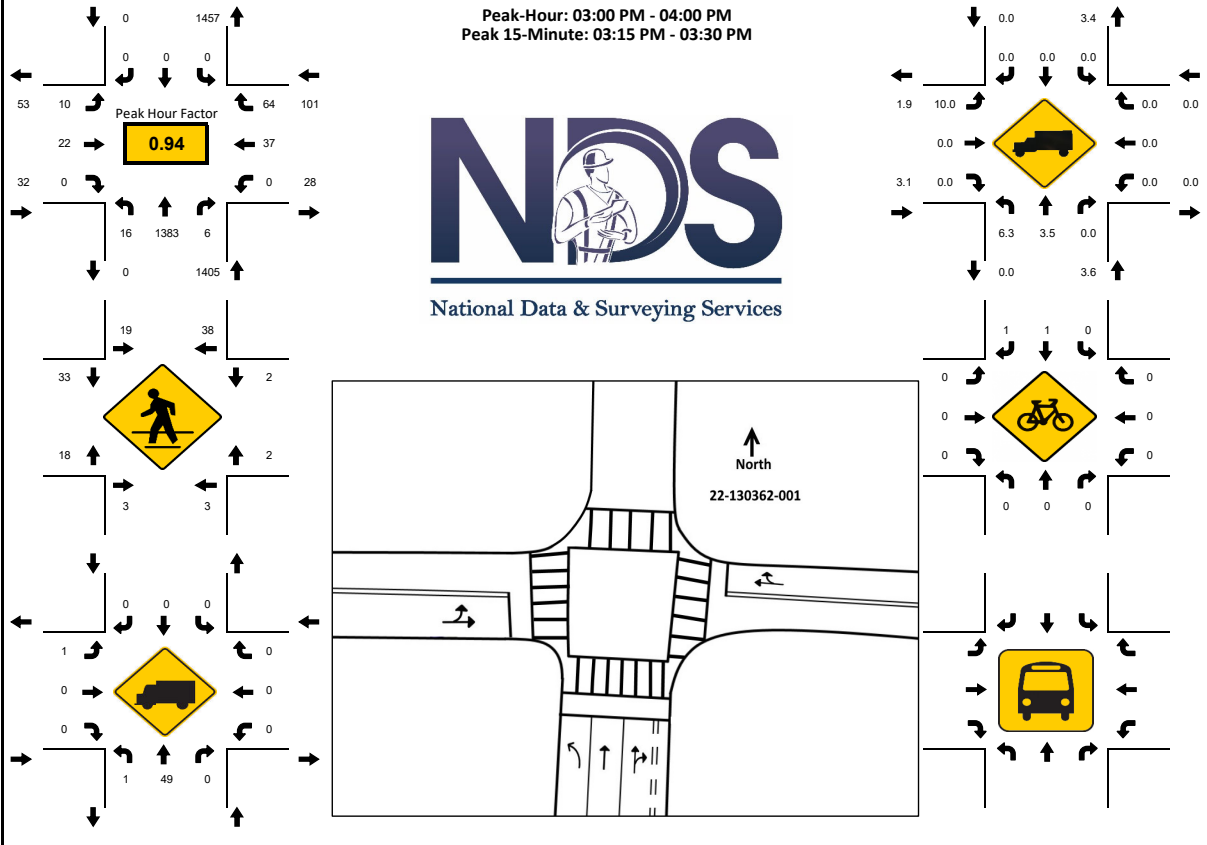 Peak-Hour: 03:00 PM - 04:00 PM
Peak 15-Minute: 03:15 PM - 03:30 PM
0 1457
0 0 0
53 10 64 101
Peak Hour Factor
22 0.94 37
32 0 0 28
16 1383 6
0 1405
0.0 3.4
0.0 0.0 0.0
1.9 10.0 0.0 0.0
0.0 0.0
3.1 0.0 0.0 0.0
6.3 3.5 0.0
0.0 3.6
NDS
National Data & Surveying Services
19 38
33 2
18 2
3 3
1 1 0
0 0
0 0
0 0
0 0 0
North
22-130362-001
0 0 0
1 0
0 0
0 0
1 49 0